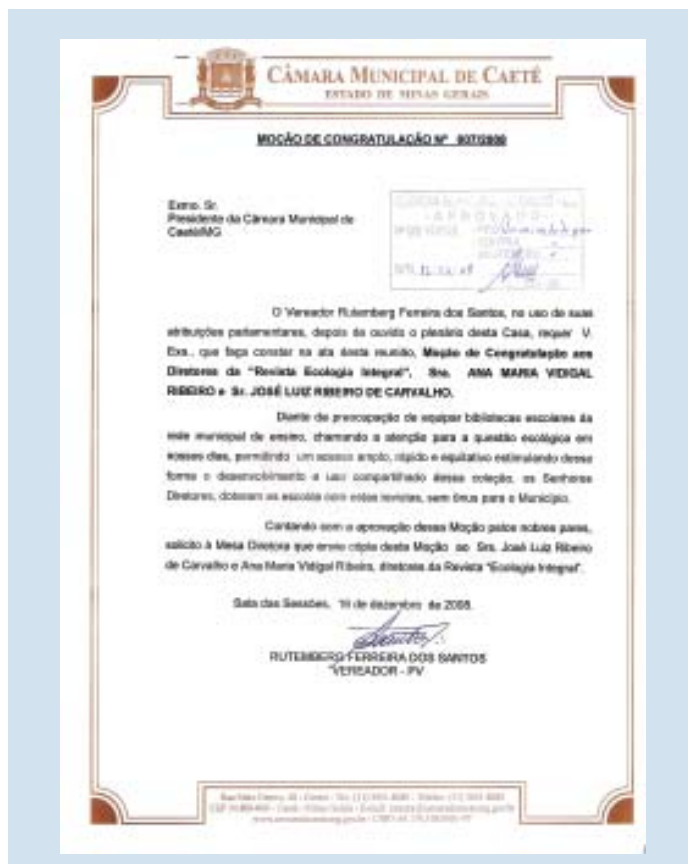 CÂMARA MUNICIPAL DE CAETÉ
ESTADO DE MINAS GERAIS
MOÇÃO DE CONGRATULAÇÃO Nº 007/2008
Exmo. Sr.
Presidente da Câmara Municipal de
Caeté/MG
APROVADO
O Vereador Rutemberg Ferreira dos Santos, no uso de suas
atribuições parlamentares, depois de ouvido o plenário desta Casa, requer V.
Exa., que faça constar na ata desta reunião, Moção de Congratulação aos
Diretores da "Revista Ecologia Integral", Sra. ANA MARIA VIDIGAL
RIBEIRO e Sr. JOSÉ LUIZ RIBEIRO DE CARVALHO.
Diante da preocupação de equipar bibliotecas escolares da
rede municipal de ensino, chamando a atenção para a questão ecológica em
nossos dias, permitindo um acesso amplo, rápido e equitativo estimulando dessa
forma o desenvolvimento e uso compartilhado dessa coleção, os Senhores
Diretores, dotaram as escolas com estas revistas, sem ônus para o Município.
Contando com a aprovação dessa Moção pelos nobres pares,
solicito à Mesa Diretora que envie cópia desta Moção ao Srs. José Luiz Ribeiro
de Carvalho e Ana Maria Vidigal Ribeiro, diretores da Revista "Ecologia Integral".
Sala das Sessões, de dezembro de 2008.
RUTEMBERG FERREIRA DOS SANTOS
VEREADOR - PV